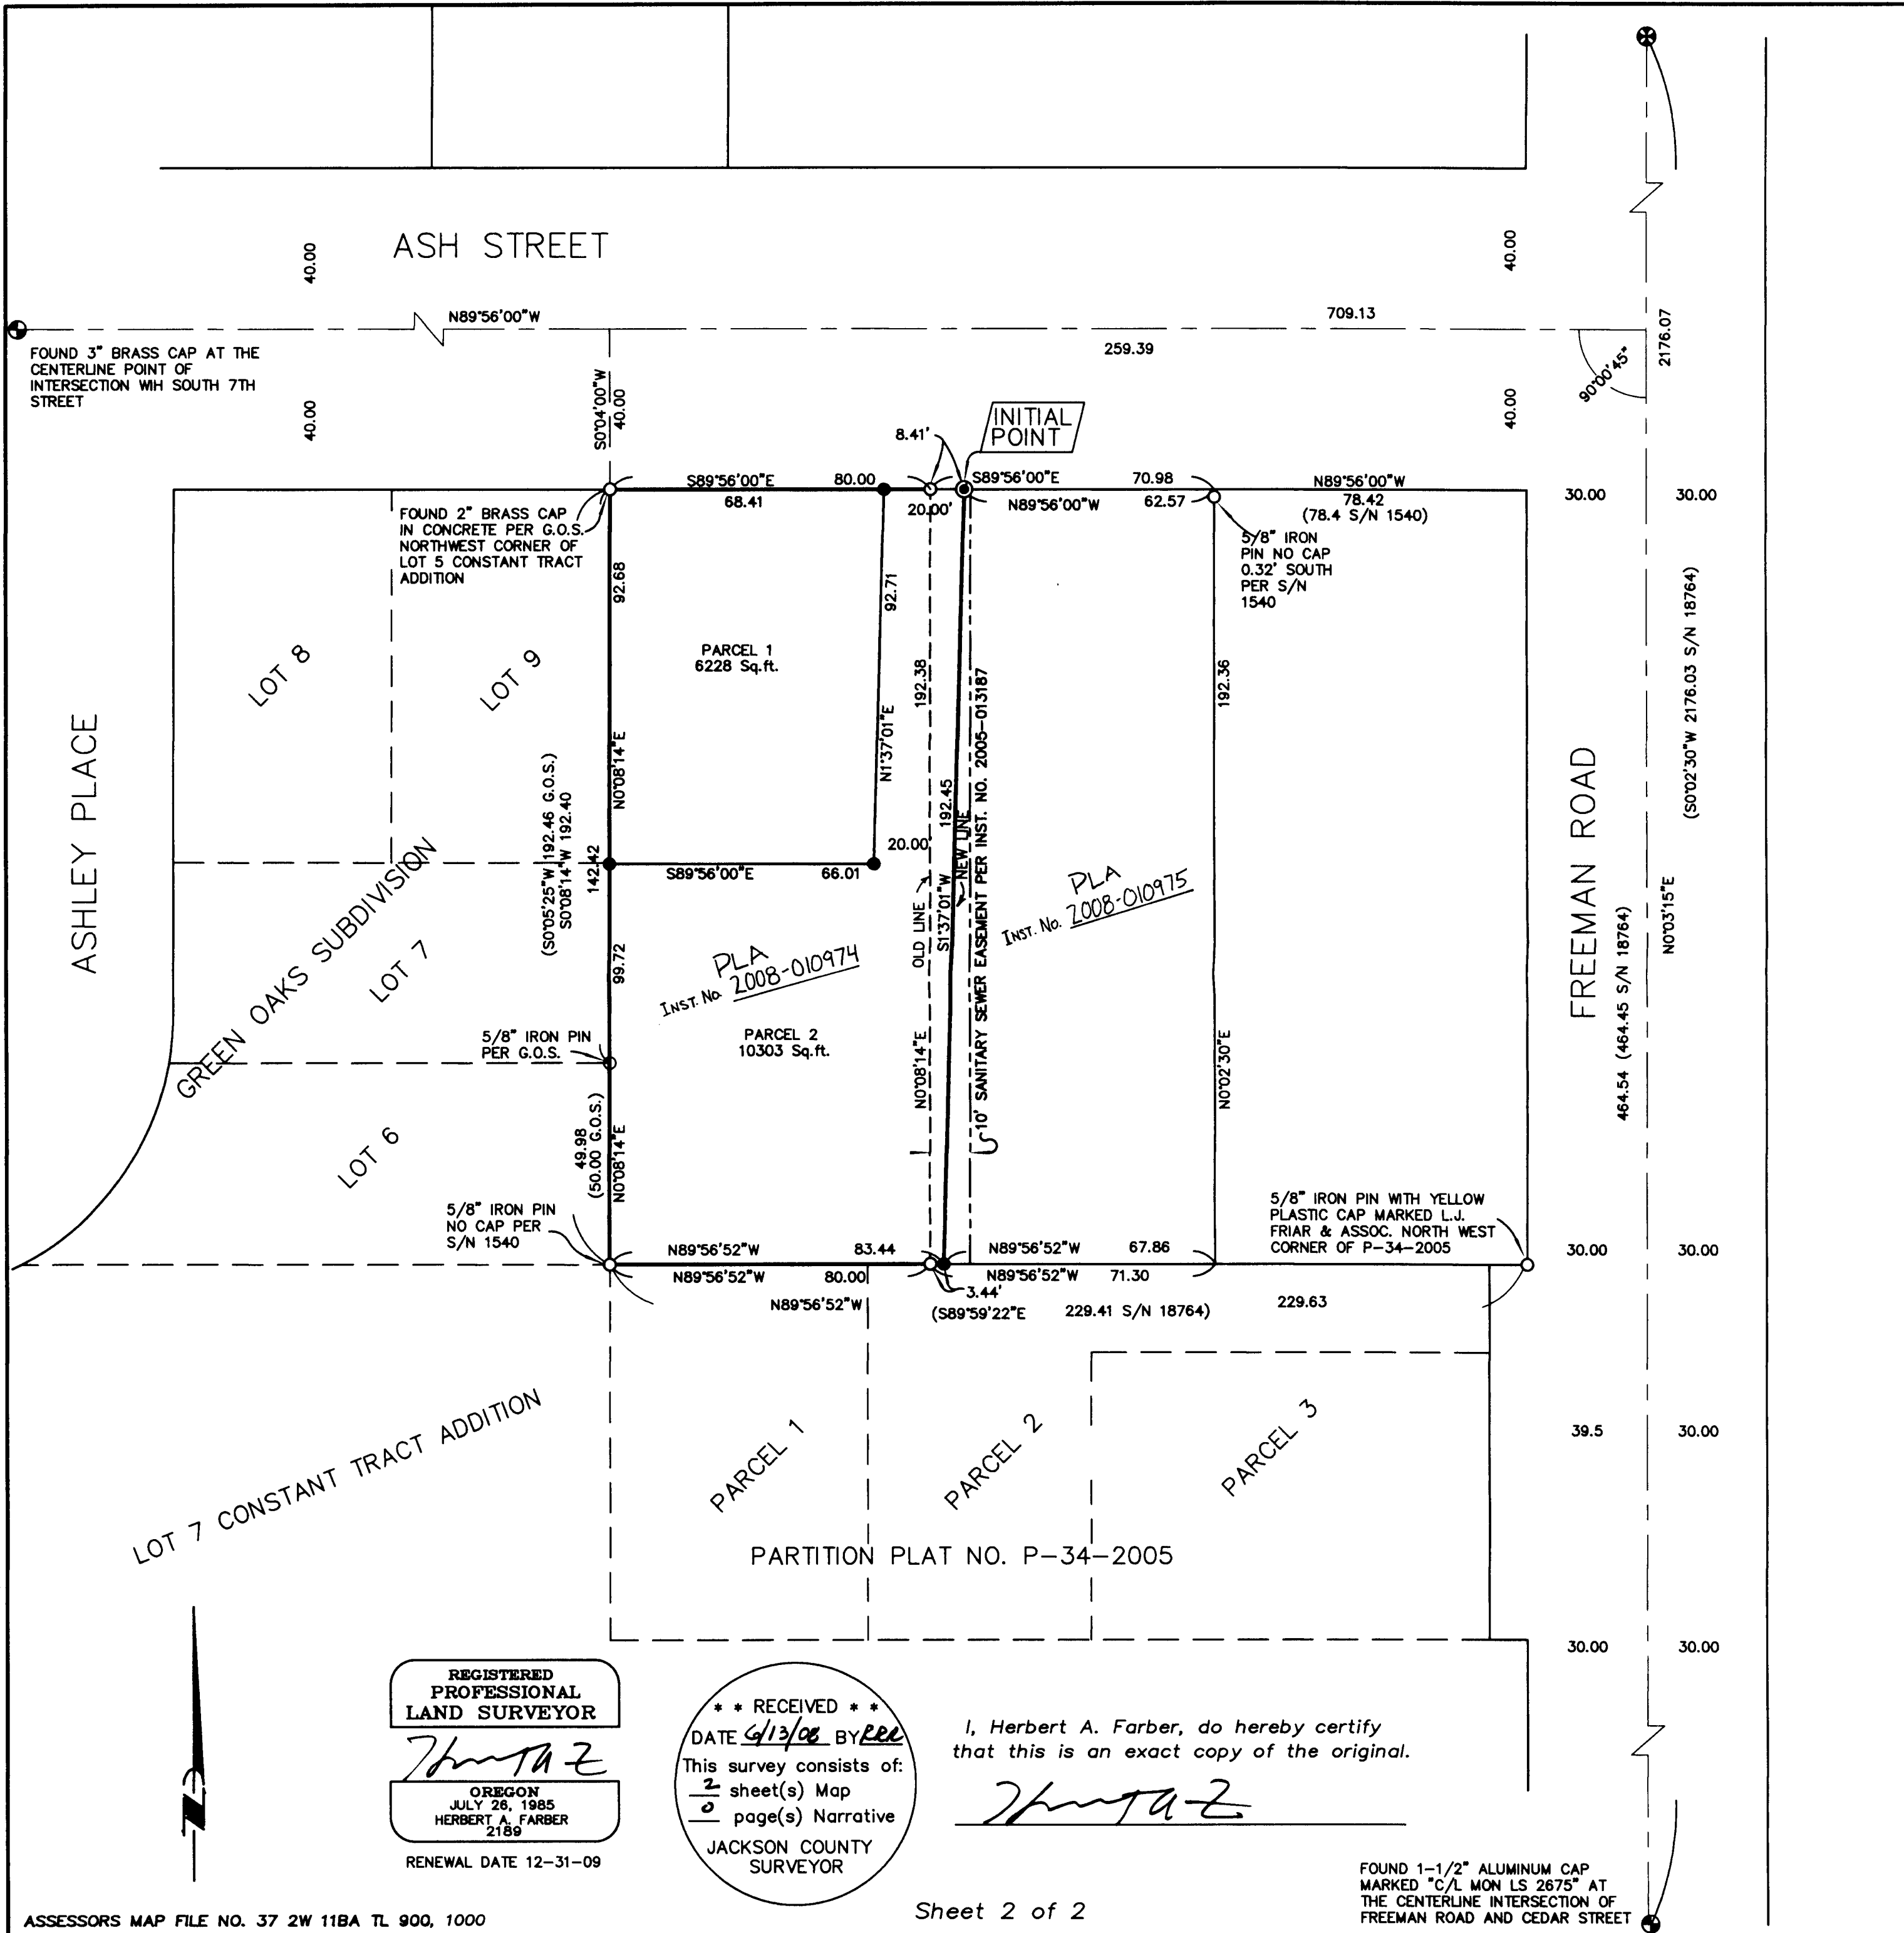 ASH STREET
40.00
40.00
N89°56'00"W
709.13
259.39
2176.07
90°00'45"
FOUND 3" BRASS CAP AT THE
CENTERLINE POINT OF
INTERSECTION WIH SOUTH 7TH
STREET
40.00
S0°04'00"W
40.00
40.00
INITIAL
POINT
8.41'
S89°56'00"E
80.00
68.41
20.00'
S89°56'00"E
70.98
N89°56'00"W
62.57
N89°56'00"W
78.42
(78.4 S/N 1540)
30.00
30.00
FOUND 2" BRASS CAP
IN CONCRETE PER G.O.S.
NORTHWEST CORNER OF
LOT 5 CONSTANT TRACT
ADDITION
5/8" IRON
PIN NO CAP
0.32' SOUTH
PER S/N
1540
92.68
92.71
PARCEL 1
6228 Sq.ft.
LOT 8
LOT 9
192.38
192.36
(S0°02'30"W 2176.03 S/N 18764)
ASHLEY PLACE
N0°08'14"E
N1°37'01"E
(S0°05'25"W 192.46 G.O.S.)
S0°08'14"W 192.40
142.42
192.45
NEW LINE
10' SANITARY SEWER EASEMENT PER INST. NO. 2005-013187
20.00'
S89°56'00"E
66.01
OLD LINE
S1°37'01"W
PLA
INST. No. 2008-010975
FREEMAN ROAD
GREEN OAKS SUBDIVISION
LOT 7
99.72
PLA
INST. No. 2008-010974
464.54 (464.45 S/N 18764)
N0°03'15"E
5/8" IRON PIN
PER G.O.S.
PARCEL 2
10303 Sq.ft.
N0°08'14"E
N0°02'30"E
LOT 6
49.98
(50.00 G.O.S.)
N0°08'14"E
5/8" IRON PIN
NO CAP PER
S/N 1540
5/8" IRON PIN WITH YELLOW
PLASTIC CAP MARKED L.J.
FRIAR & ASSOC. NORTH WEST
CORNER OF P-34-2005
N89°56'52"W
83.44
N89°56'52"W
67.86
30.00
30.00
N89°56'52"W
80.00
N89°56'52"W
71.30
N89°56'52"W
3.44'
(S89°59'22"E
229.41 S/N 18764)
229.63
LOT 7 CONSTANT TRACT ADDITION
PARCEL 1
PARCEL 2
PARCEL 3
39.5
30.00
PARTITION PLAT NO. P-34-2005
30.00
30.00
REGISTERED
PROFESSIONAL
LAND SURVEYOR
OREGON
JULY 26, 1985
HERBERT A. FARBER
2189
RENEWAL DATE 12-31-09
* * RECEIVED * *
DATE 6/13/08 BY RRR
This survey consists of:
2 sheet(s) Map
0 page(s) Narrative
JACKSON COUNTY
SURVEYOR
I, Herbert A. Farber, do hereby certify
that this is an exact copy of the original.
FOUND 1-1/2" ALUMINUM CAP
MARKED "C/L MON LS 2675" AT
THE CENTERLINE INTERSECTION OF
FREEMAN ROAD AND CEDAR STREET
ASSESSORS MAP FILE NO. 37 2W 11BA TL 900, 1000
Sheet 2 of 2